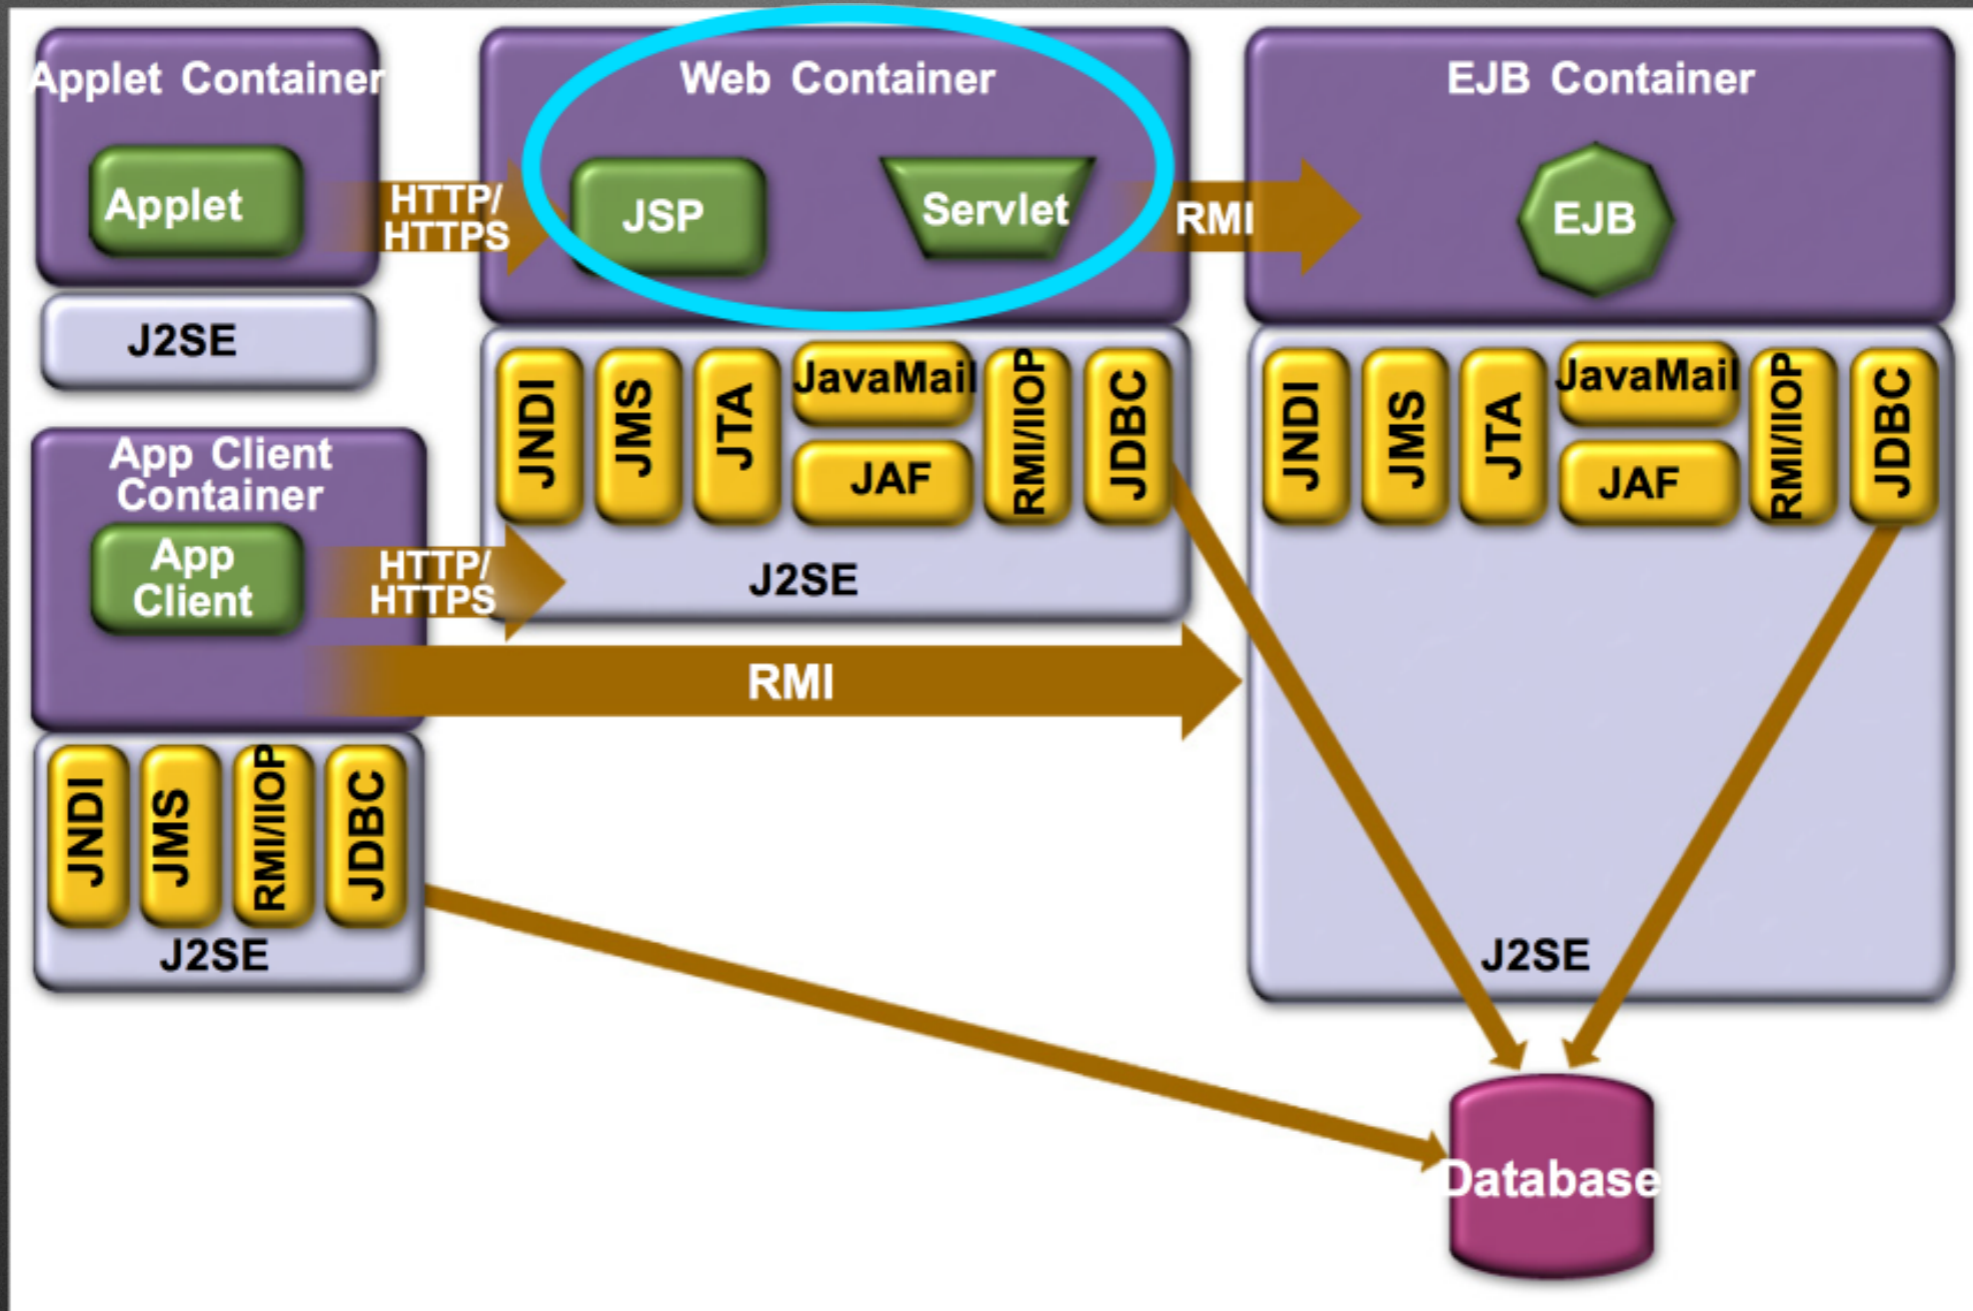 Applet Container
Applet
J2SE
HTTP/
HTTPS
Web Container
JSP
Servlet
RMI
EJB Container
EJB
JNDI
JMS
JTA
JavaMail
JAF
RMI/IIOP
JDBC
J2SE
JNDI
JMS
JTA
JavaMail
JAF
RMI/IIOP
JDBC
J2SE
App Client
Container
App
Client
HTTP/
HTTPS
RMI
JNDI
JMS
RMI/IIOP
JDBC
J2SE
Database